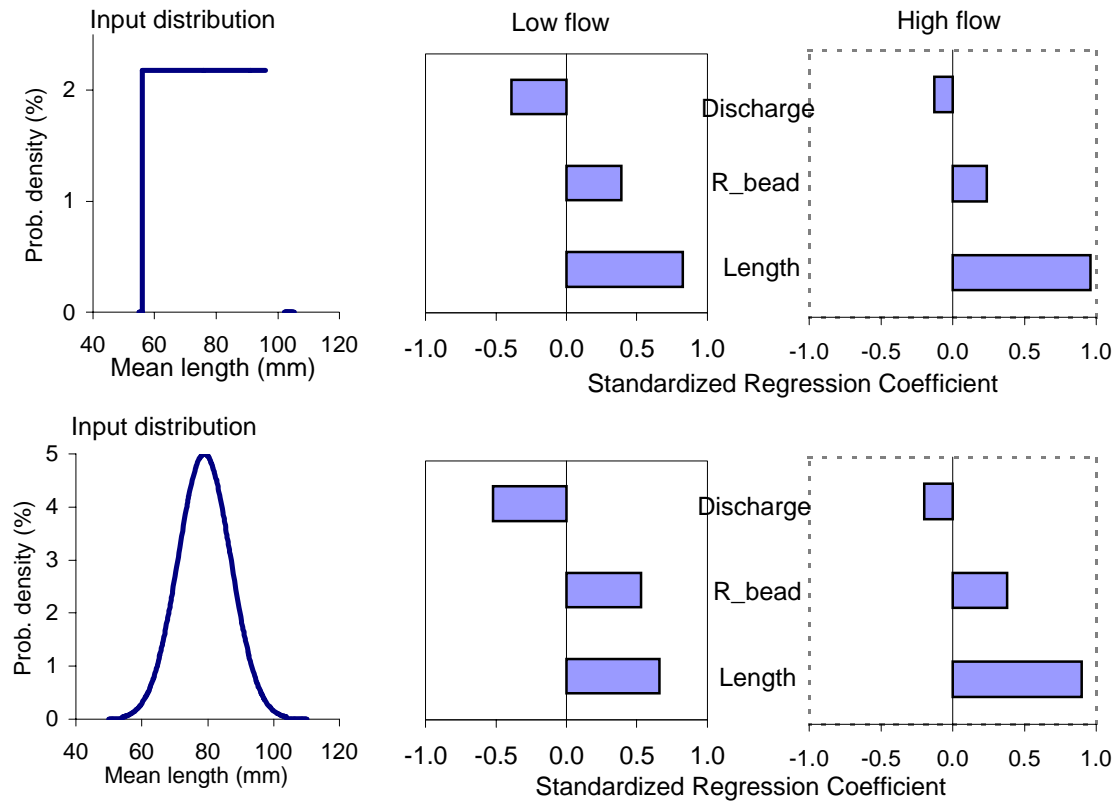 Input distribution
Low flow
High flow
Prob. density (%)
2
1
0
40 60 80 100 120
Mean length (mm)
Discharge
R_bead
Length
-1.0 -0.5 0.0 0.5 1.0
-1.0 -0.5 0.0 0.5 1.0
Standardized Regression Coefficient
Input distribution
Prob. density (%)
5
4
3
2
1
0
40 60 80 100 120
Mean length (mm)
Discharge
R_bead
Length
-1.0 -0.5 0.0 0.5 1.0
-1.0 -0.5 0.0 0.5 1.0
Standardized Regression Coefficient